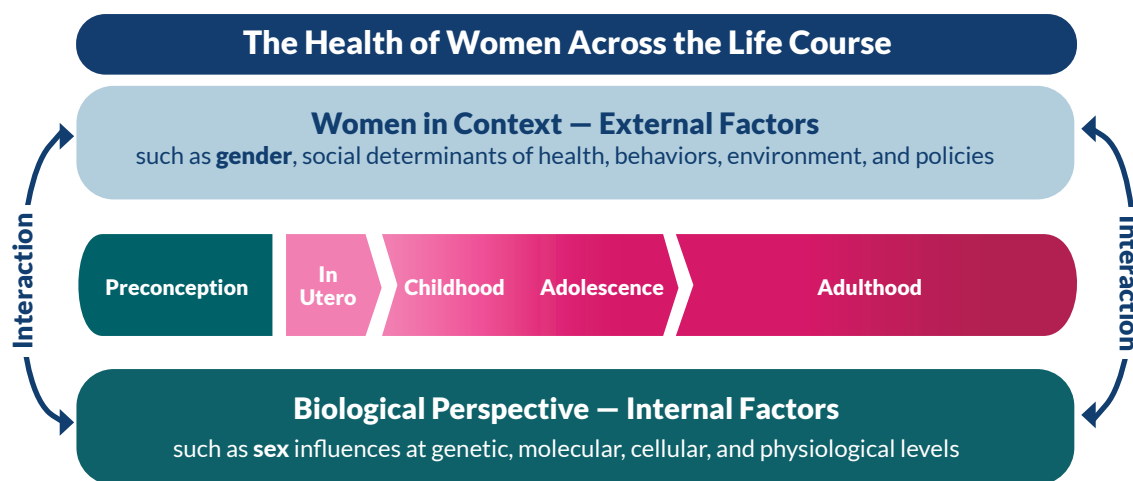 The Health of Women Across the Life Course
Women in Context — External Factors
such as gender, social determinants of health, behaviors, environment, and policies
Interaction
Preconception
In
Utero
Childhood
Adolescence
Adulthood
Interaction
Biological Perspective — Internal Factors
such as sex influences at genetic, molecular, cellular, and physiological levels